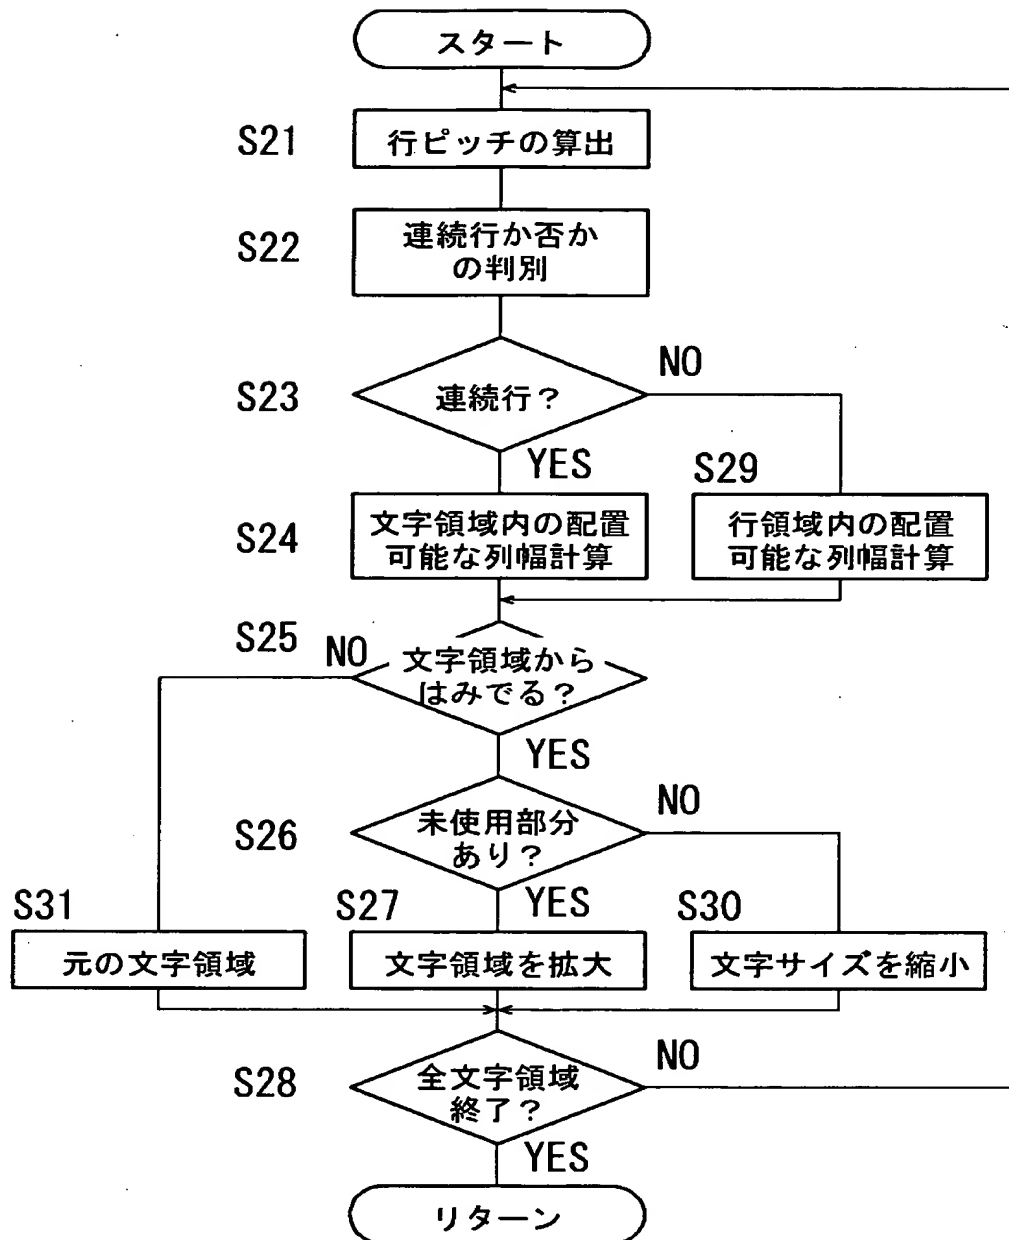 スタート
S21
行ピッチの算出
S22
連続行か否か
の判別
S23
連続行?
NO
YES
S29
S24
文字領域内の配置
可能な列幅計算
行領域内の配置
可能な列幅計算
S25
NO
文字領域から
はみでる?
YES
S26
未使用部分
あり?
NO
YES
S31
S27
S30
元の文字領域
文字領域を拡大
文字サイズを縮小
S28
全文字領域
終了?
NO
YES
リターン